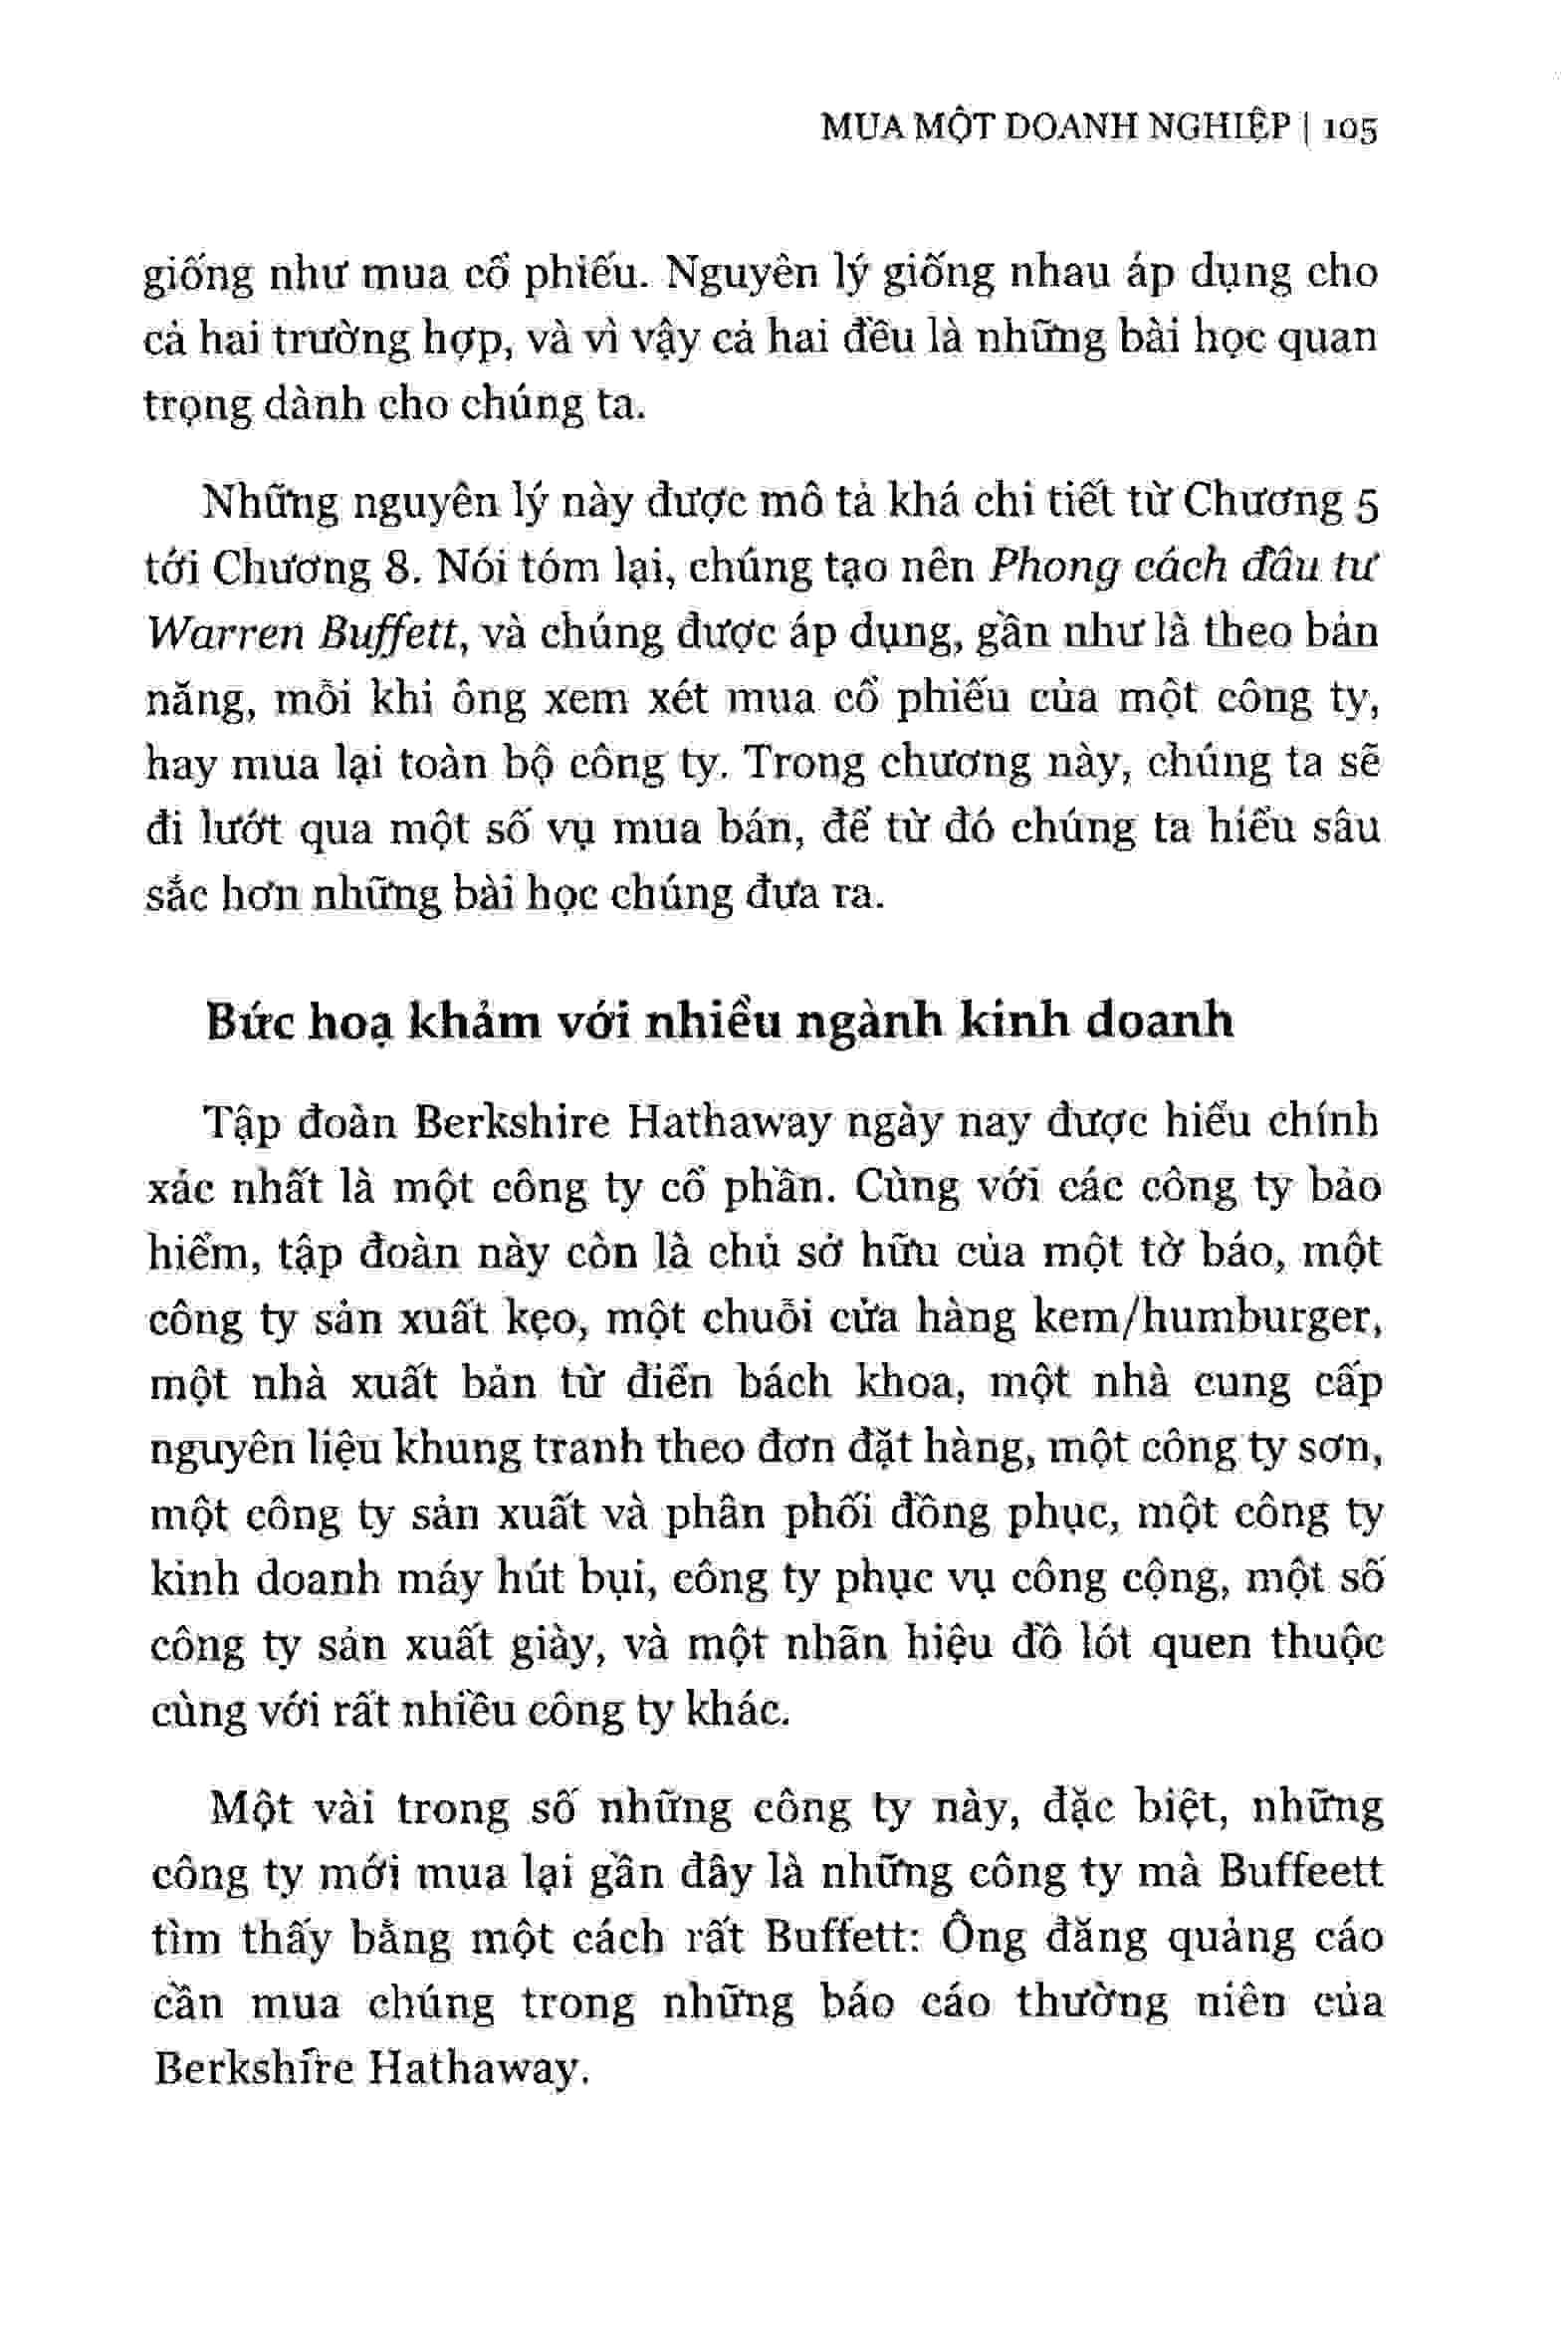 MUA MỘT DOANH NGHIỆP | 105
giống như mua cổ phiếu. Nguyên lý giống nhau áp dụng cho
cả hai trường hợp, và vì vậy cả hai đều là những bài học quan
trọng dành cho chúng ta.
Những nguyên lý này được mô tả khá chi tiết từ Chương 5
tới Chương 8. Nói tóm lại, chúng tạo nên Phong cách đầu tư
Warren Buffett, và chúng được áp dụng, gần như là theo bản
năng, mỗi khi ông xem xét mua cổ phiếu của một công ty,
hay mua lại toàn bộ công ty. Trong chương này, chúng ta sẽ
đi lướt qua một số vụ mua bán, để từ đó chúng ta hiểu sâu
sắc hơn những bài học chúng đưa ra.
Bức hoạ khảm với nhiều ngành kinh doanh
Tập đoàn Berkshire Hathaway ngày nay được hiểu chính
xác nhất là một công ty cổ phần. Cùng với các công ty bảo
hiểm, tập đoàn này còn là chủ sở hữu của một tờ báo, một
công ty sản xuất kẹo, một chuỗi cửa hàng kem/humburger,
một nhà xuất bản từ điển bách khoa, một nhà cung cấp
nguyên liệu khung tranh theo đơn đặt hàng, một công ty sơn,
một công ty sản xuất và phân phối đồng phục, một công ty
kinh doanh máy hút bụi, công ty phục vụ công cộng, một số
công ty sản xuất giày, và một nhãn hiệu đồ lót quen thuộc
cùng với rất nhiều công ty khác.
Một vài trong số những công ty này, đặc biệt, những
công ty mới mua lại gần đây là những công ty mà Buffeett
tìm thấy bằng một cách rất Buffett: Ông đăng quảng cáo
cần mua chúng trong những báo cáo thường niên của
Berkshire Hathaway.